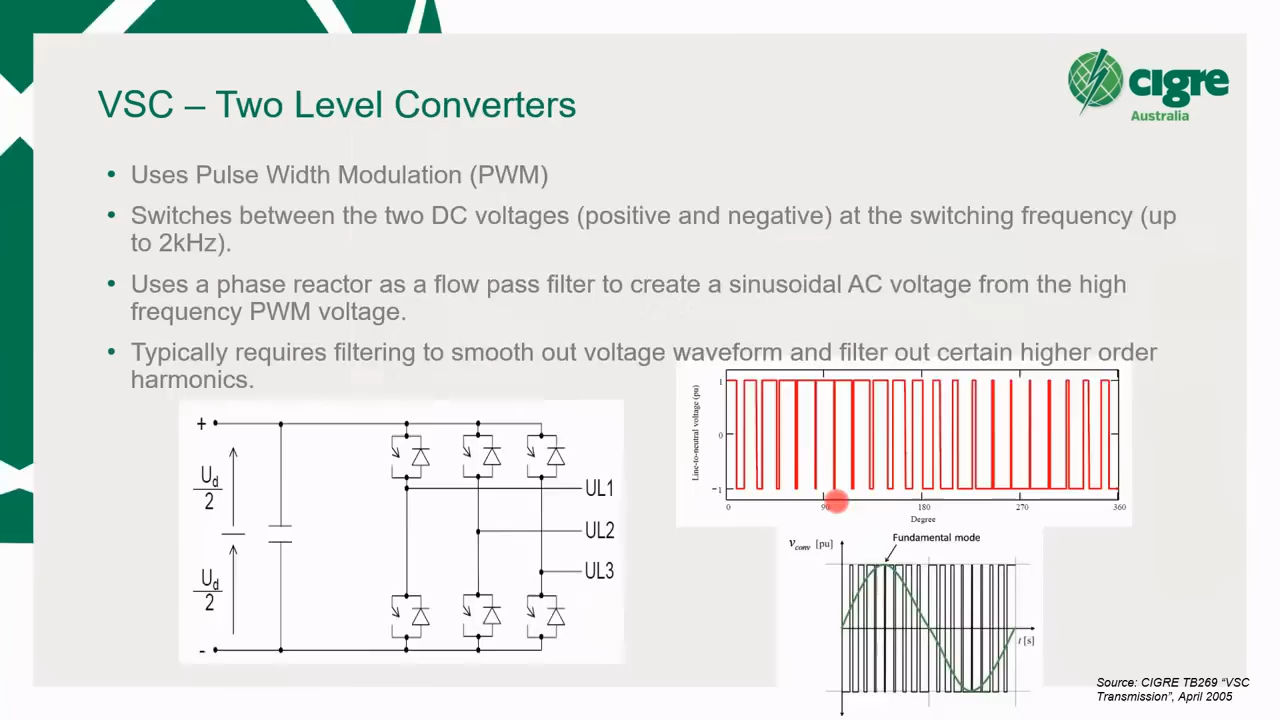 cigre
Australia
VSC – Two Level Converters
• Uses Pulse Width Modulation (PWM)
• Switches between the two DC voltages (positive and negative) at the switching frequency (up
to 2kHz).
• Uses a phase reactor as a flow pass filter to create a sinusoidal AC voltage from the high
frequency PWM voltage.
• Typically requires filtering to smooth out voltage waveform and filter out certain higher order
harmonics.
+
Ud
2
Ud
2
-
UL1
UL2
UL3
Line-to-neutral voltage (pu)
1
0
−1
0 90 180 270 360
Degree
vconv [pu]
Fundamental mode
t [s]
Source: CIGRE TB269 “VSC
Transmission”, April 2005